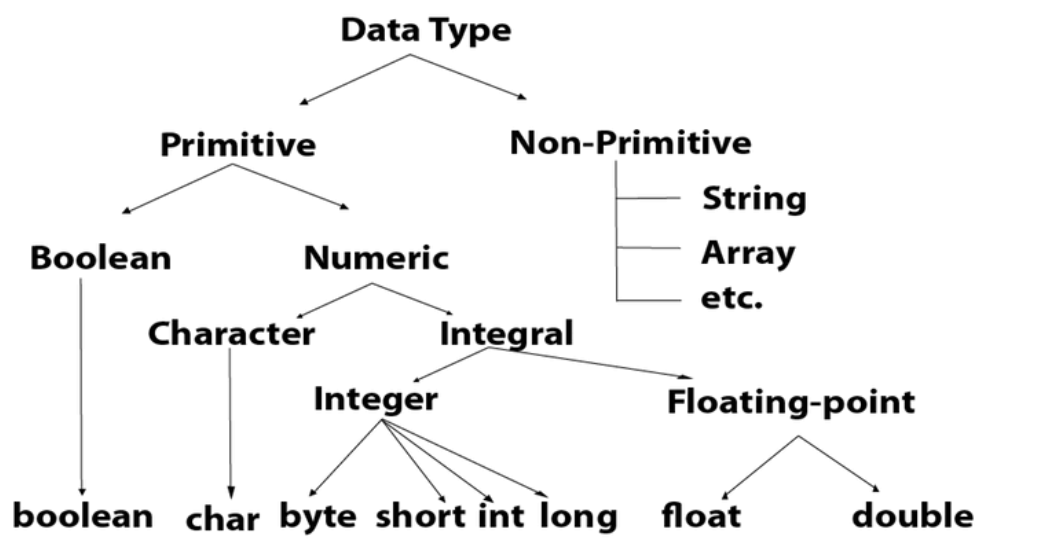 Data Type
Primitive
Non-Primitive
String
Array
etc.
Boolean
Numeric
Character
Integral
Integer
Floating-point
boolean
char
byte
short
int
long
float
double